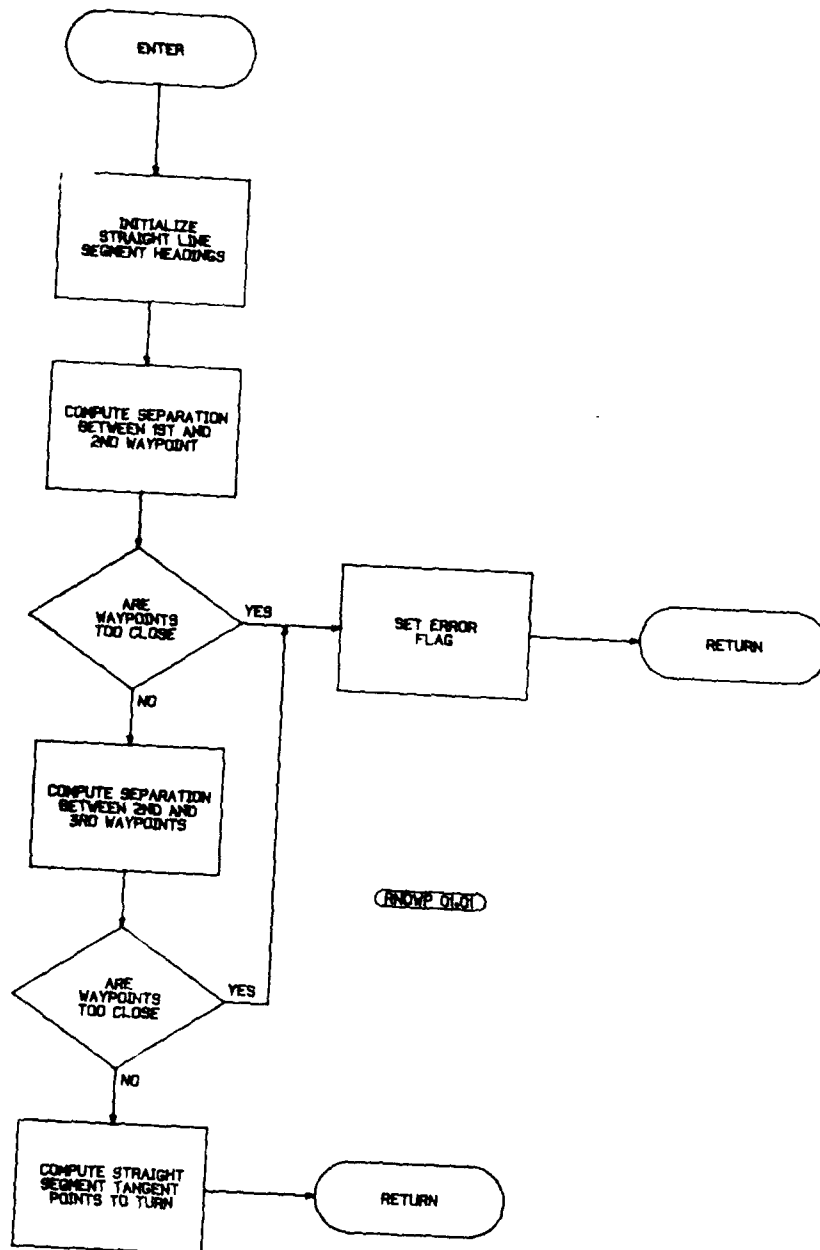 ENTER
INITIALIZE
STRAIGHT LINE
SEGMENT HEADINGS
COMPUTE SEPARATION
BETWEEN 1ST AND
2ND WAYPOINT
ARE
WAYPOINTS
TOO CLOSE
YES
SET ERROR
FLAG
RETURN
NO
COMPUTE SEPARATION
BETWEEN 2ND AND
3RD WAYPOINTS
RNDWP 01.01
ARE
WAYPOINTS
TOO CLOSE
YES
NO
COMPUTE STRAIGHT
SEGMENT TANGENT
POINTS TO TURN
RETURN